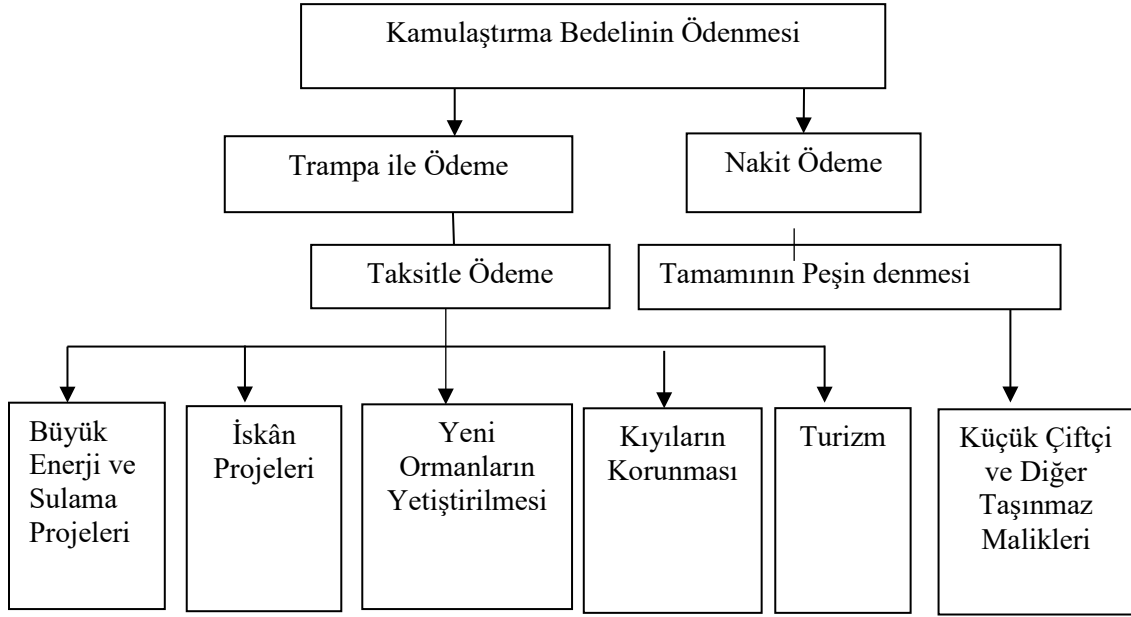 Kamulaştırma Bedelinin Ödenmesi
Trampa ile Ödeme
Nakit Ödeme
Taksitle Ödeme
Tamamının Peşin denmesi
Büyük
Enerji ve
Sulama
Projeleri
İskân
Projeleri
Yeni
Ormanların
Yetiştirilmesi
Kıyıların
Korunması
Turizm
Küçük Çiftçi
ve Diğer
Taşınmaz
Malikleri